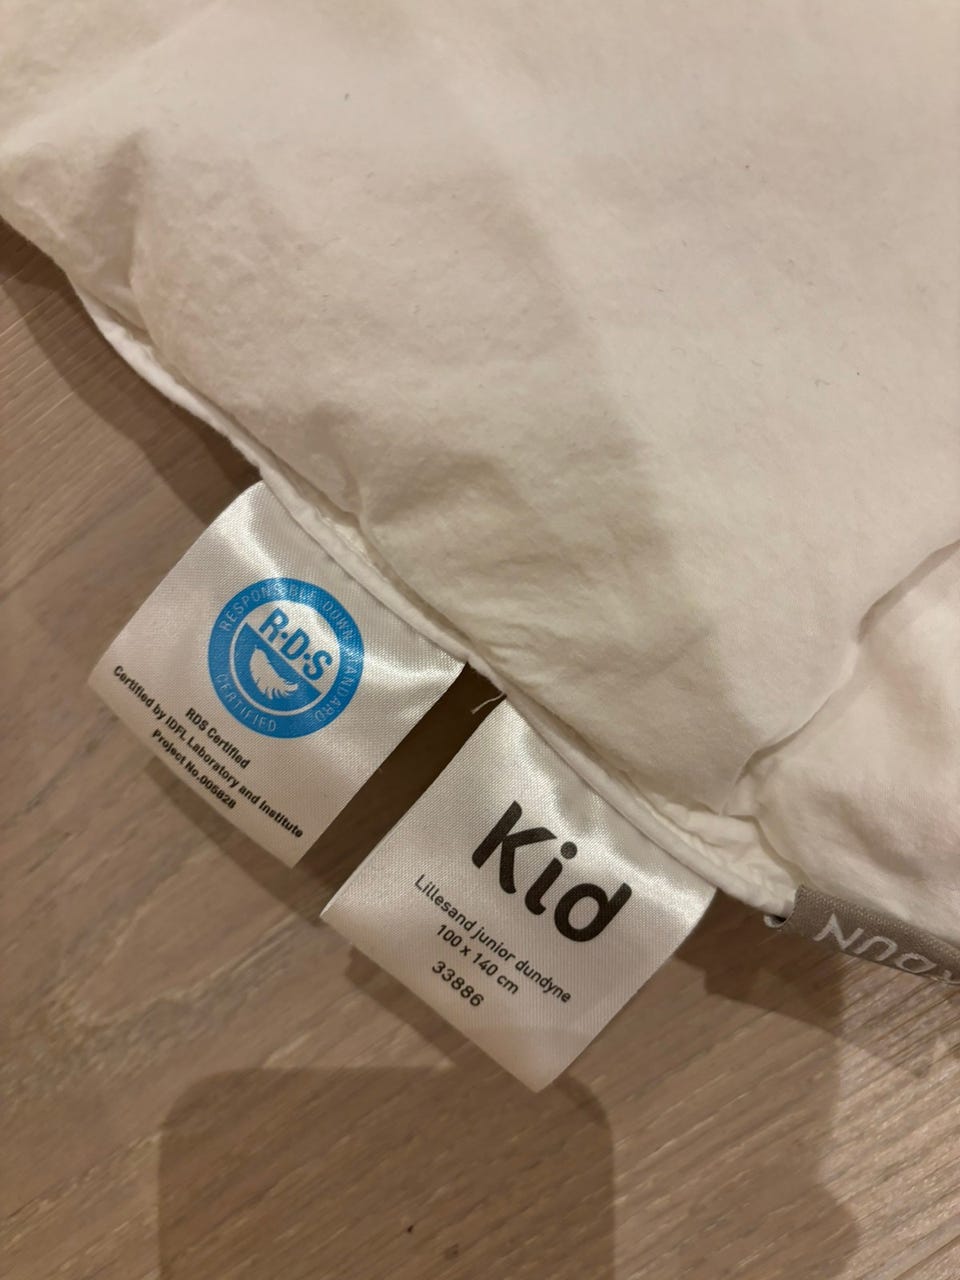 RESPONSIBLE DOWN STANDARD
R·D·S
CERTIFIED
RDS Certified
Certified by IDFL Laboratory and Institute
Project No.005828
Kid
Lillesand junior dundyne
100 x 140 cm
33886